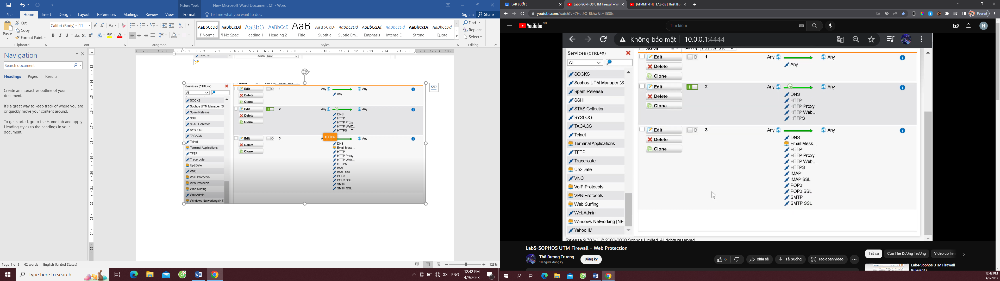 Picture Tools
New Microsoft Word Document (2) - Word
File Home Insert Design Layout References Mailings Review View Format Tell me what you want to do...
Sign in Share
Paste
Cut
Copy
Format Painter
Clipboard
Calibri (Body) 11
Font
Paragraph
AaBbCcDd AaBbCcDd AaBbCc AaBbCcD AaB AaBbCcD AaBbCcDd AaBbCcDd AaBbCcDd AaBbCcDc AaBbCcDd
¶ Normal ¶ No Spac... Heading 1 Heading 2 Title Subtitle Subtle Em... Emphasis Intense E... Strong Quote
Styles
Find
Replace
Select
Editing
Navigation
Search document
Headings Pages Results
Create an interactive outline of your
document.
It's a great way to keep track of where you are
or quickly move your content around.
To get started, go to the Home tab and apply
Heading styles to the headings in your
document.
Action: Allow
Services (CTRL+X)
All
SOCKS
Sophos UTM Manager (S
Spam Release
SSH
STAS Collector
SYSLOG
TACACS
Telnet
Terminal Applications
TFTP
Traceroute
Up2Date
VNC
VoIP Protocols
VPN Protocols
Web Surfing
WebAdmin
Windows Networking (NE
Edit 1 Any Any
Delete Any
Clone
Edit 2 Any Any
Delete
Clone
DNS
HTTP
HTTP Proxy
HTTP Web...
HTTPS
HTTPS
Edit 3 Any
Delete
Clone
DNS
Email Mess...
HTTP
HTTP Proxy
HTTP Web...
HTTPS
IMAP
IMAP SSL
POP3
POP3 SSL
SMTP
SMTP SSL
Page 1 of 3 62 words English (United States)
123%
Type here to search
ENG
12:42 PM
4/9/2023
1
LAB BUỔI 5
Lab5-SOPHOS UTM Firewall – W
[ATMMT-TH] | LAB-05 | Thiết lập
youtube.com/watch?v=7Hut9Q-Bkhw&t=1530s
Paused
YouTube VN
Tìm kiếm
N
Không bảo mật 10.0.0.1:4444
Services (CTRL+X)
All
SOCKS
Sophos UTM Manager (S
Spam Release
SSH
STAS Collector
SYSLOG
TACACS
Telnet
Terminal Applications
TFTP
Traceroute
Up2Date
VNC
VoIP Protocols
VPN Protocols
Web Surfing
WebAdmin
Windows Networking (NE
Yahoo IM
Edit 1 Any Any
Delete Any
Clone
Edit 2 Any Any
Delete
Clone
DNS
HTTP
HTTP Proxy
HTTP Web...
HTTPS
Edit 3 Any Any
Delete
Clone
DNS
Email Mess...
HTTP
HTTP Proxy
HTTP Web...
HTTPS
IMAP
IMAP SSL
POP3
POP3 SSL
SMTP
SMTP SSL
Release 9.703-3 © 2000-2020 Sophos Limited. All rights reserved
Lab5-SOPHOS UTM Firewall – Web Protection
Thế Dương Trương
19 người đăng ký
Đăng ký
6 Chia sẻ Tải xuống Tạo đoạn video
Tất cả Của Thế Dương Trương Video có liên
Lab4-Sophos UTM Firewall
Rules(01)
12:42 PM
4/9/2023